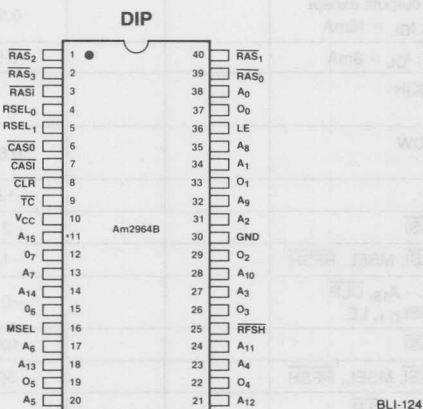 DIP
RAS2 1 40 RAS1
RAS3 2 39 RAS0
RASI 3 38 A0
RSEL0 4 37 O0
RSEL1 5 36 LE
CAS0 6 35 A8
CASI 7 34 A1
CLR 8 33 O1
TC 9 32 A9
VCC 10 31 A2
Am2964B
A15 11 30 GND
O7 12 29 O2
A7 13 28 A10
A14 14 27 A3
O6 15 26 O3
MSEL 16 25 RFSH
A6 17 24 A11
A13 18 23 A4
O5 19 22 O4
A5 20 21 A12
BLI-124